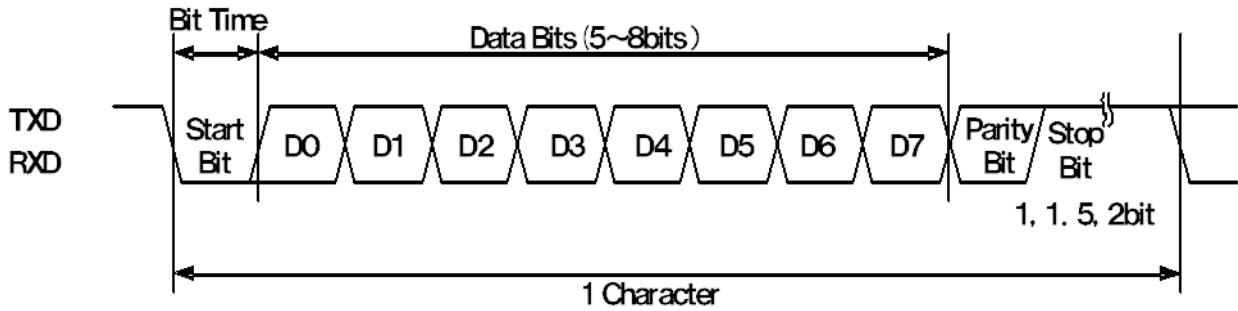 Bit Time
Data Bits (5~8bits)
TXD
RXD
Start
Bit
D0
D1
D2
D3
D4
D5
D6
D7
Parity
Bit
Stop
Bit
1, 1. 5, 2bit
1 Character